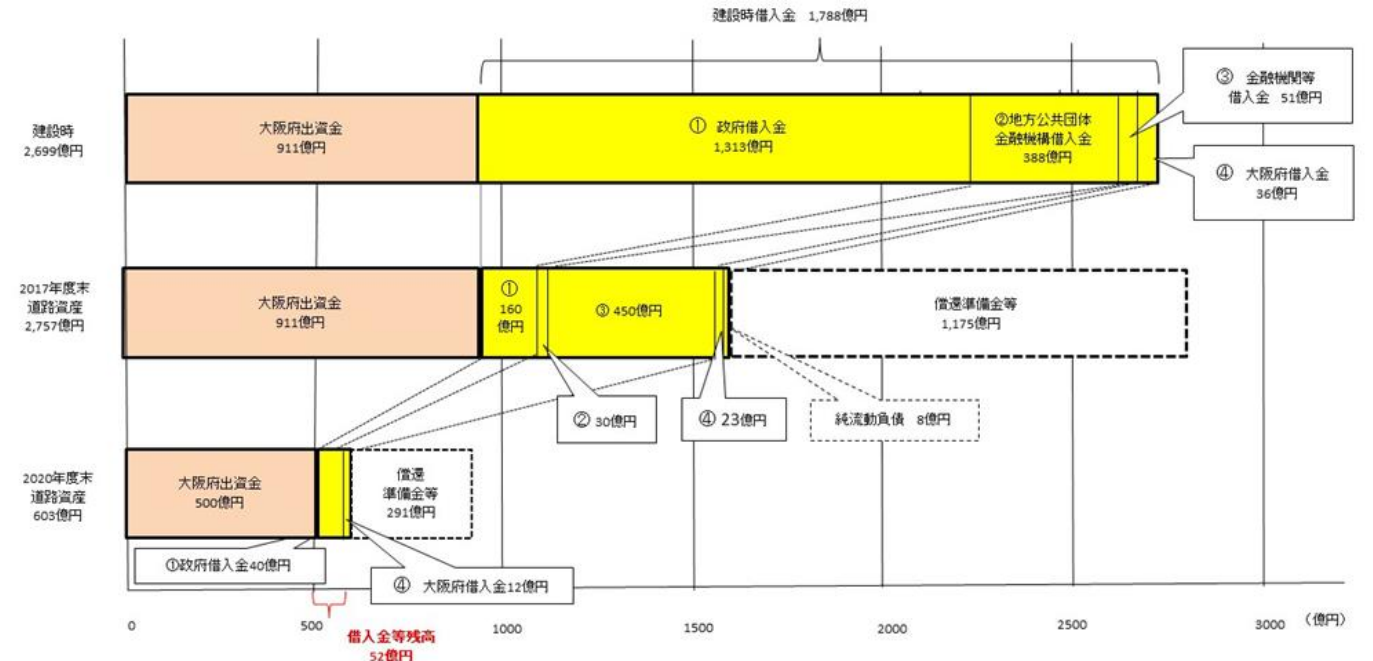 建設時借入金 1,788億円
建設時
2,699億円
大阪府出資金
911億円
① 政府借入金
1,313億円
②地方公共団体
金融機構借入金
388億円
③ 金融機関等
借入金 51億円
④ 大阪府借入金
36億円
2017年度末
道路資産
2,757億円
大阪府出資金
911億円
①
160
億円
③ 450億円
償還準備金等
1,175億円
② 30億円
④ 23億円
純流動負債 8億円
2020年度末
道路資産
603億円
大阪府出資金
500億円
償還
準備金等
291億円
①政府借入金40億円
④ 大阪府借入金12億円
0 500 1000 1500 2000 2500 3000 （億円）
借入金等残高
52億円